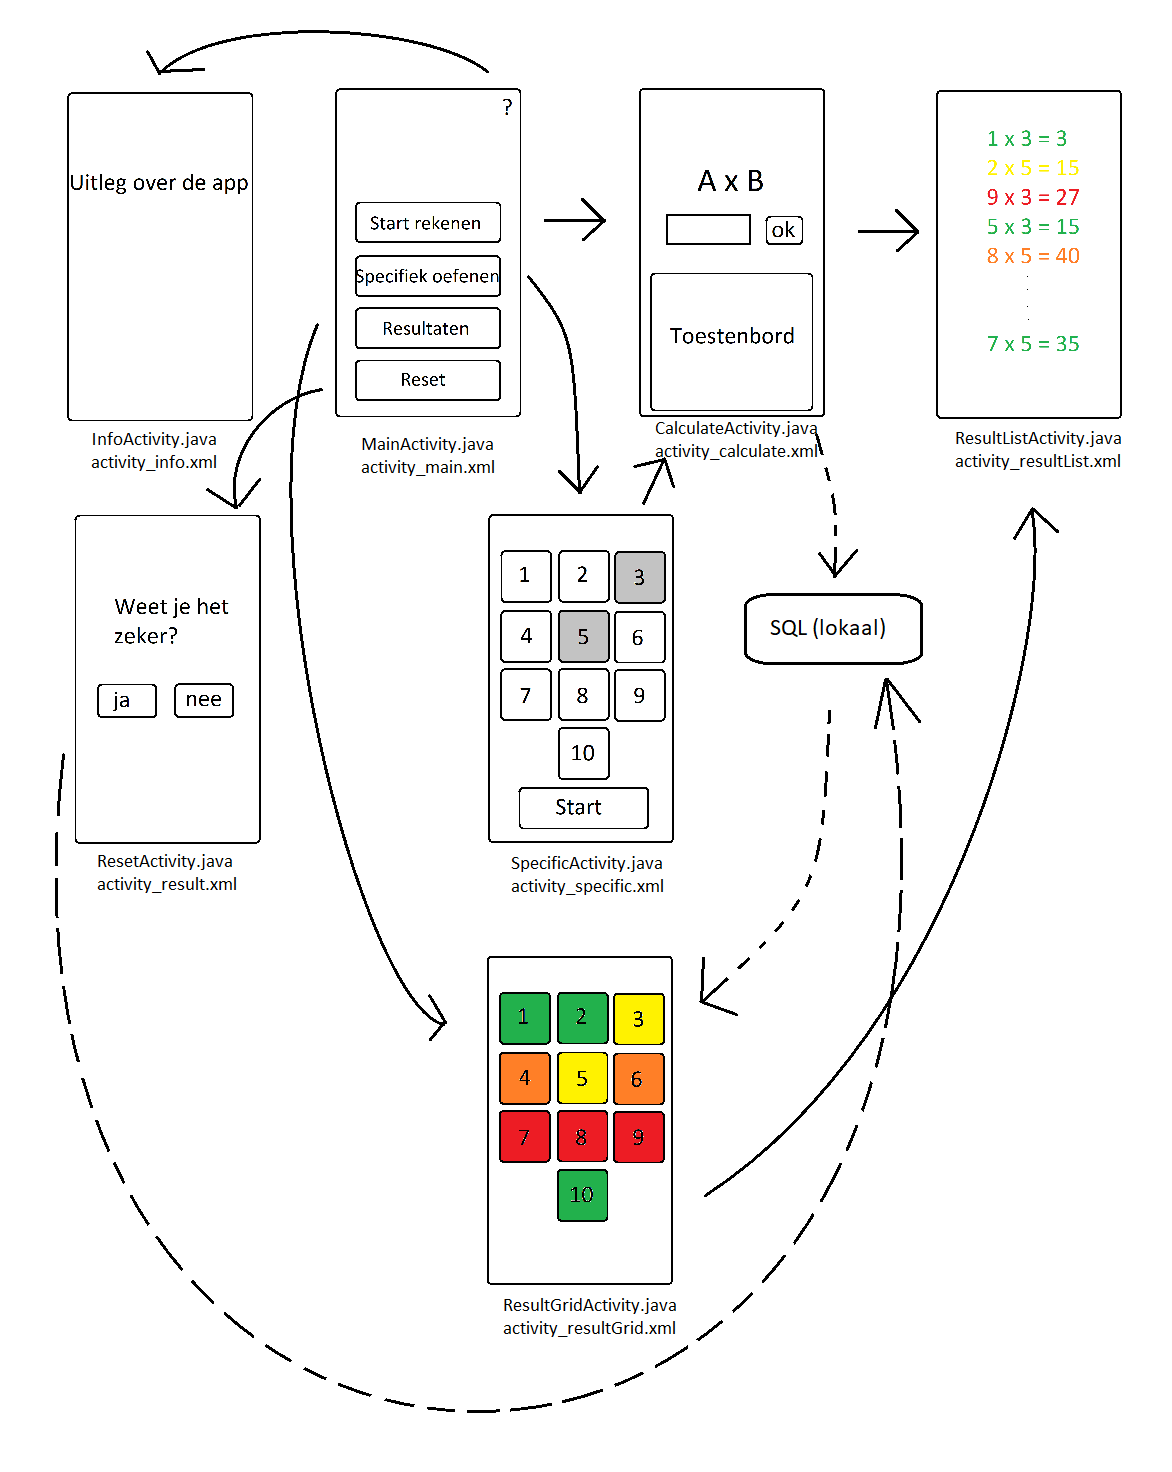 Uitleg over de app
InfoActivity.java
activity_info.xml
?
Start rekenen
Specifiek oefenen
Resultaten
Reset
MainActivity.java
activity_main.xml
A x B
ok
Toestenbord
CalculateActivity.java
activity_calculate.xml
1 x 3 = 3
2 x 5 = 15
9 x 3 = 27
5 x 3 = 15
8 x 5 = 40
7 x 5 = 35
ResultListActivity.java
activity_resultList.xml
Weet je het
zeker?
ja nee
ResetActivity.java
activity_result.xml
1 2 3
4 5 6
7 8 9
10
Start
SpecificActivity.java
activity_specific.xml
SQL (lokaal)
1 2 3
4 5 6
7 8 9
10
ResultGridActivity.java
activity_resultGrid.xml